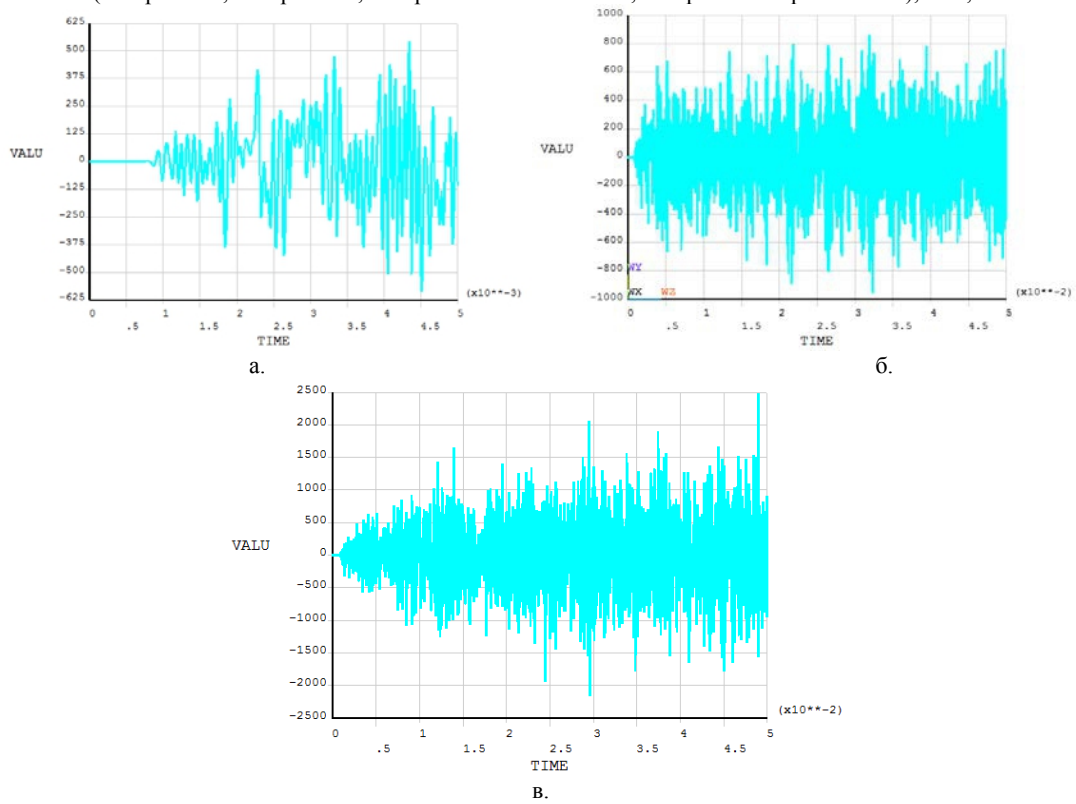 625
500
375
250
125
VALU
0
-125
-250
-375
-500
-625
(x10**-3)
0 1 2 3 4 5
.5 1.5 2.5 3.5 4.5
TIME
а.
1000
800
600
400
200
VALU
0
-200
-400
-600
-800
WY
WX WZ
-1000
(x10**-2)
0 1 2 3 4 5
.5 1.5 2.5 3.5 4.5
TIME
б.
2500
2000
1500
1000
500
VALU
0
-500
-1000
-1500
-2000
-2500
(x10**-2)
0 1 2 3 4 5
.5 1.5 2.5 3.5 4.5
TIME
в.